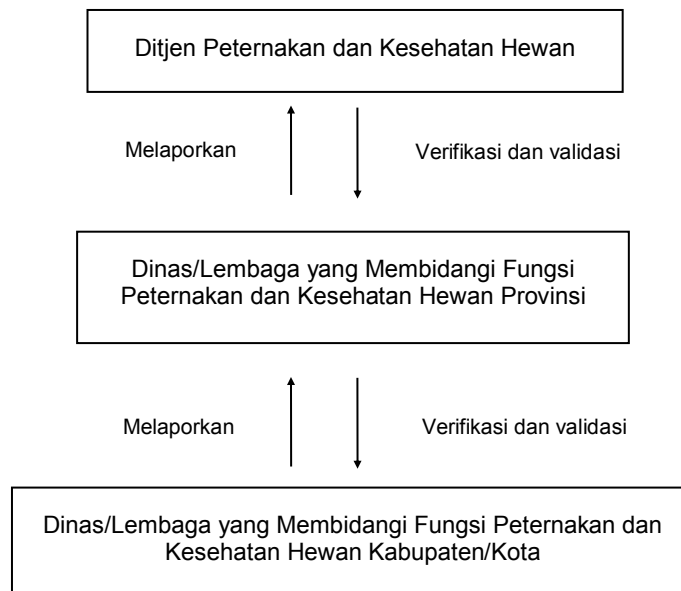 Ditjen Peternakan dan Kesehatan Hewan
Melaporkan
Verifikasi dan validasi
Dinas/Lembaga yang Membidangi Fungsi
Peternakan dan Kesehatan Hewan Provinsi
Melaporkan
Verifikasi dan validasi
Dinas/Lembaga yang Membidangi Fungsi Peternakan dan
Kesehatan Hewan Kabupaten/Kota